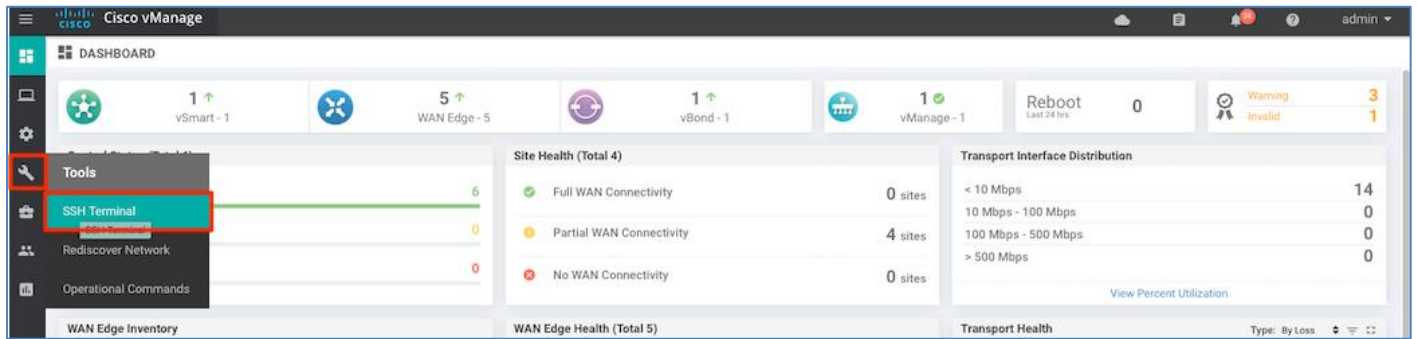 CISCO Cisco vManage admin
DASHBOARD
1 5 1 1 Reboot 0 Warning 3
vSmart - 1 WAN Edge - 5 vBond - 1 vManage - 1 Last 24 hrs Invalid 1
Tools
SSH Terminal
SSH Terminal
Rediscover Network
Operational Commands
6
0
0
Site Health (Total 4)
Full WAN Connectivity 0 sites
Partial WAN Connectivity 4 sites
No WAN Connectivity 0 sites
Transport Interface Distribution
< 10 Mbps 14
10 Mbps - 100 Mbps 0
100 Mbps - 500 Mbps 0
> 500 Mbps 0
View Percent Utilization
WAN Edge Inventory
WAN Edge Health (Total 5)
Transport Health Type: By Loss